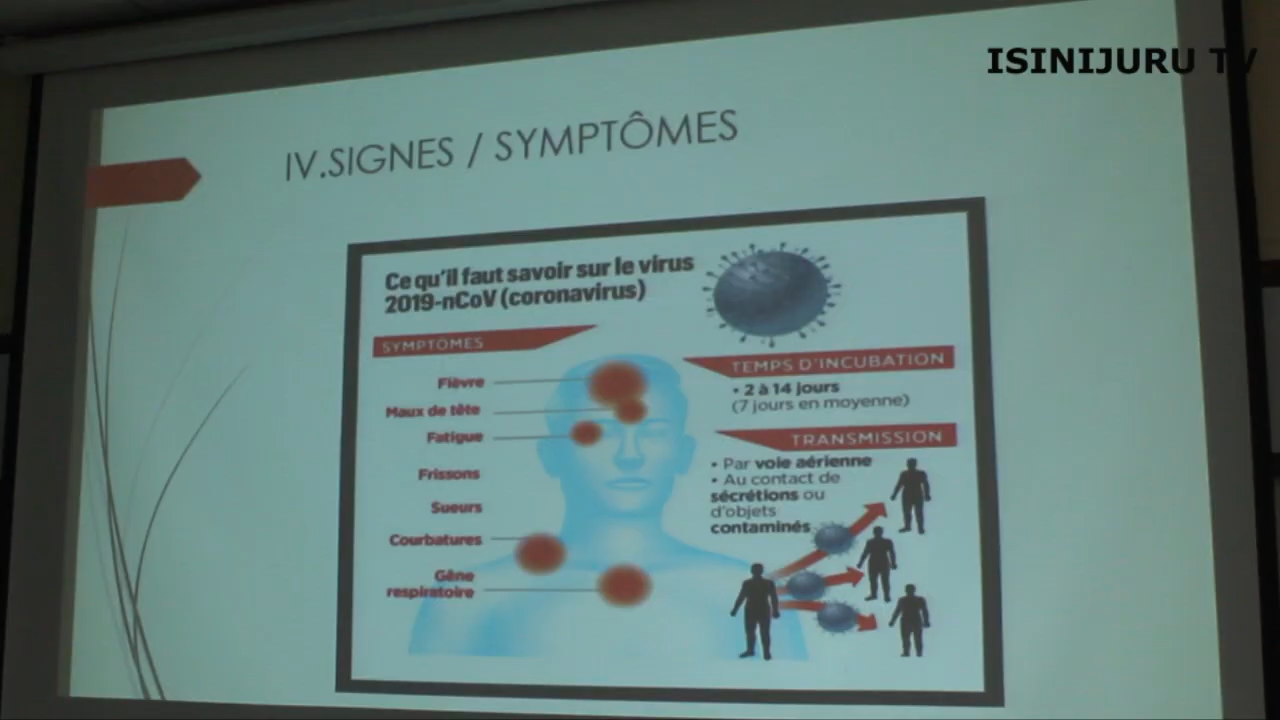 ISINIJURU TV
IV.SIGNES / SYMPTÔMES
Ce qu'il faut savoir sur le virus
2019-nCoV (coronavirus)
SYMPTÔMES
Fièvre
Maux de tête
Fatigue
Frissons
Sueurs
Courbatures
Gêne
respiratoire
TEMPS D'INCUBATION
• 2 à 14 jours
(7 jours en moyenne)
TRANSMISSION
• Par voie aérienne
• Au contact de
sécrétions ou
d'objets
contaminés